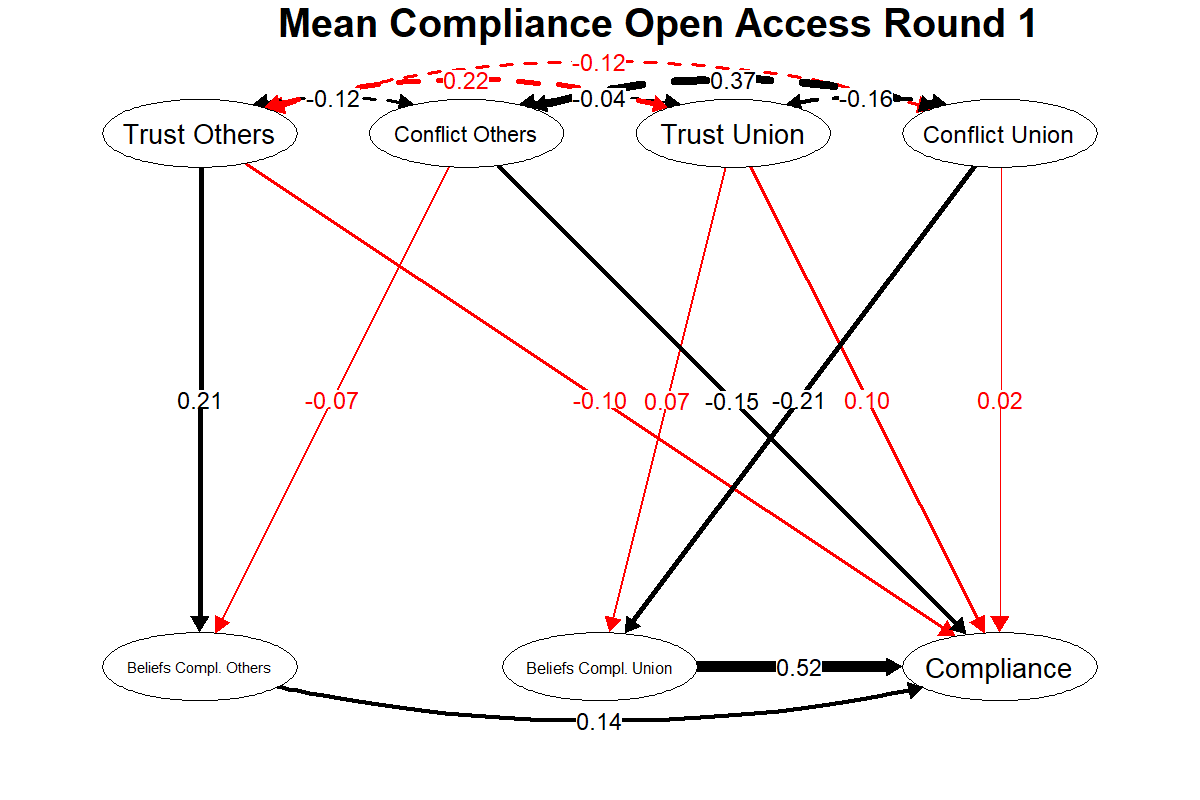 Mean Compliance Open Access Round 1
-0.12
0.22
0.37
-0.12
-0.04
-0.16
Trust Others
Conflict Others
Trust Union
Conflict Union
0.21
-0.07
-0.10
0.07
-0.15
-0.21
0.10
0.02
Beliefs Compl. Others
Beliefs Compl. Union
0.52
Compliance
0.14